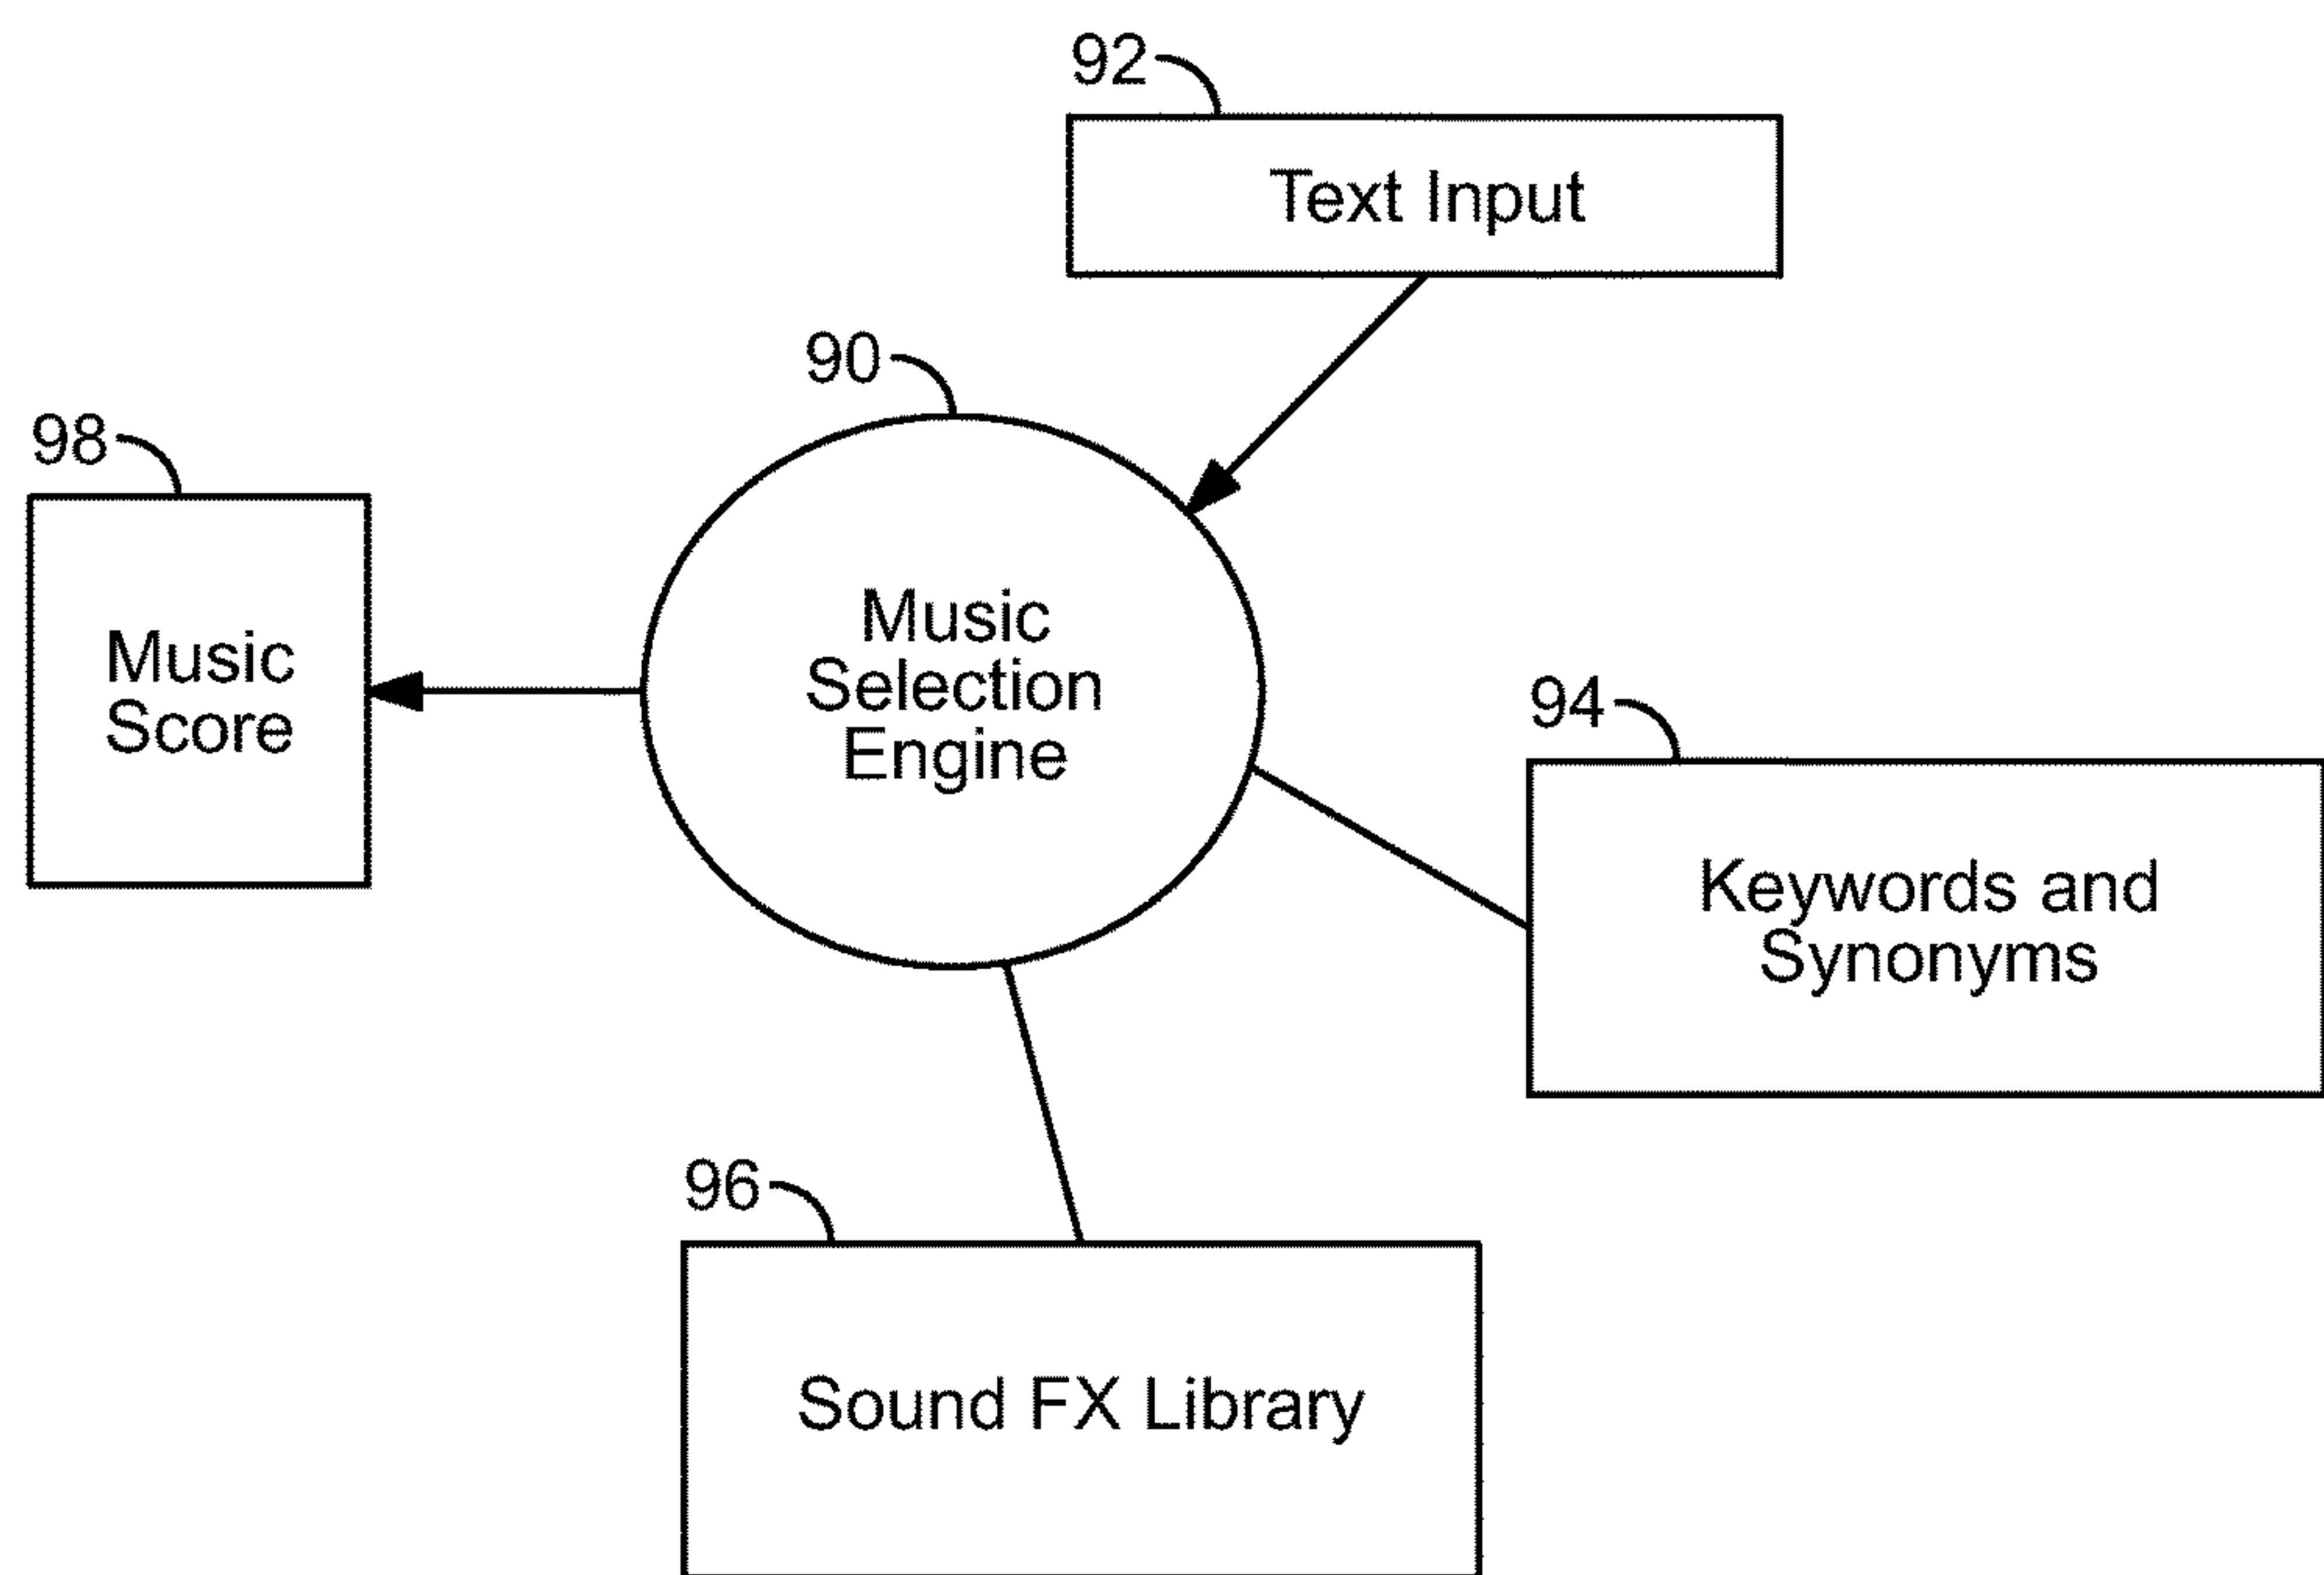 92
Text Input
90
98
Music
Selection
Engine
Music
Score
94
Keywords and
Synonyms
96
Sound FX Library